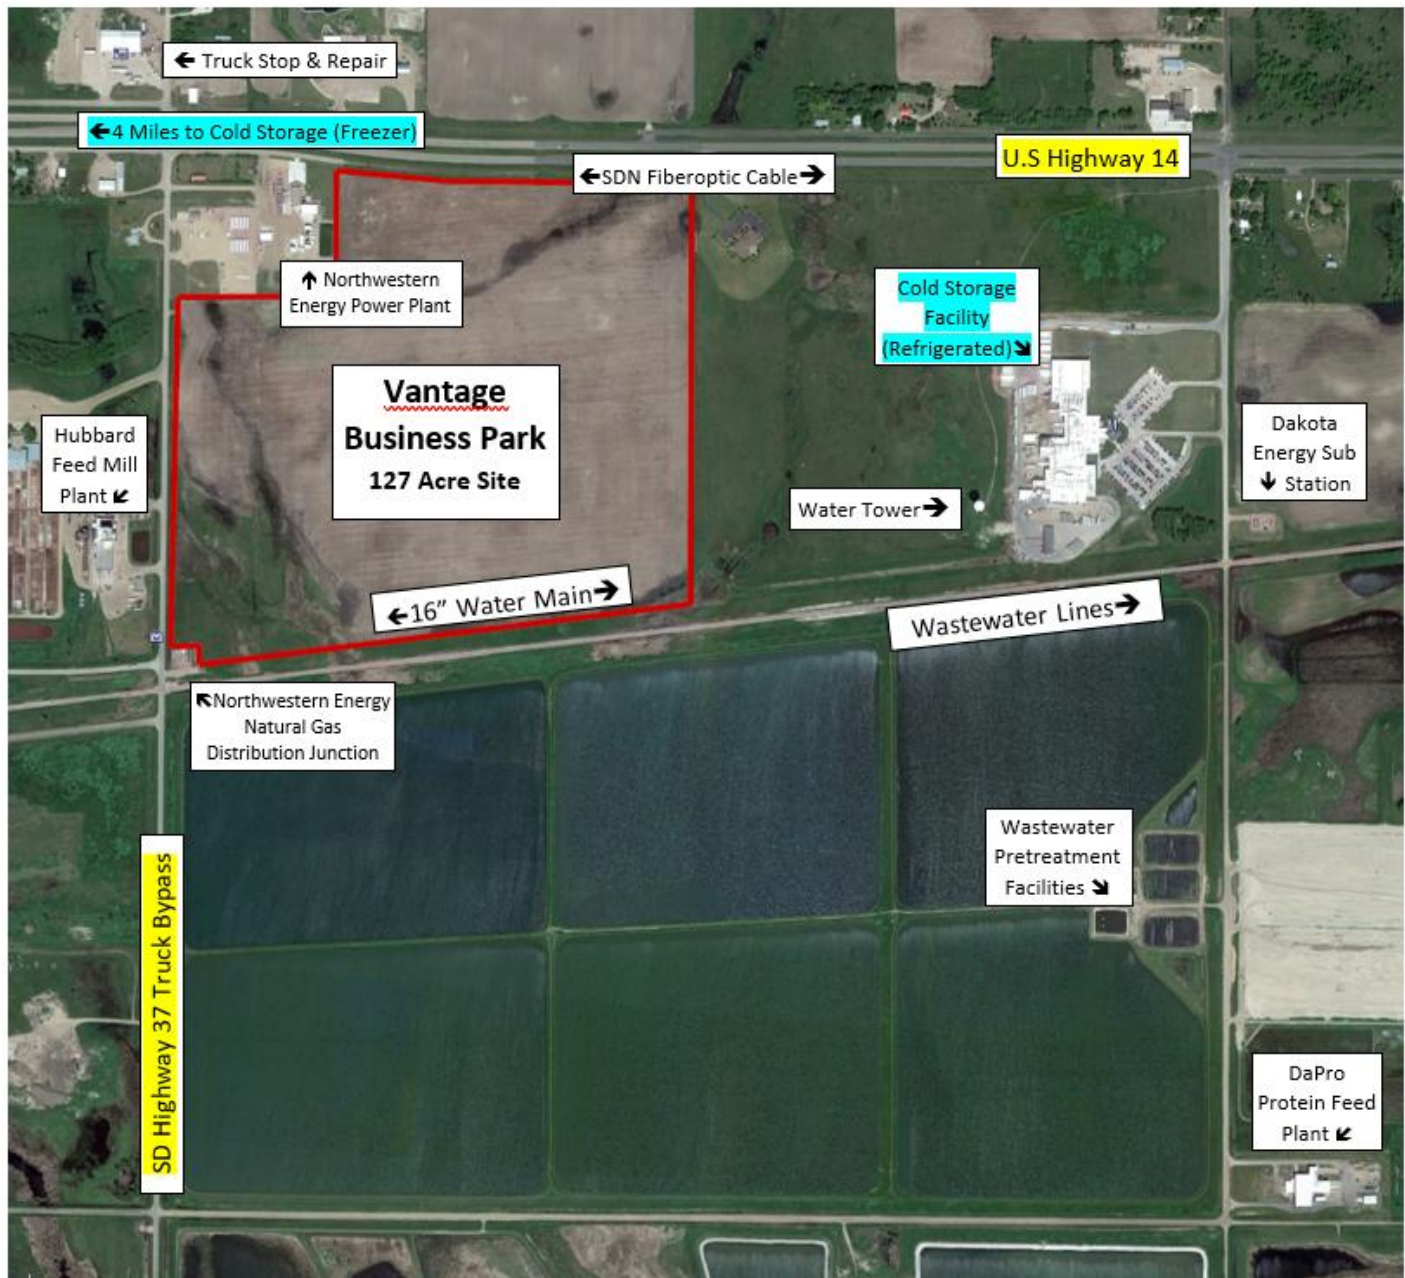 ← Truck Stop & Repair
←4 Miles to Cold Storage (Freezer)
U.S Highway 14
←SDN Fiberoptic Cable→
↑ Northwestern
Energy Power Plant
Cold Storage
Facility
(Refrigerated)↘
Vantage
Business Park
127 Acre Site
Hubbard
Feed Mill
Plant ↙
Dakota
Energy Sub
↓ Station
Water Tower→
←16” Water Main→
Wastewater Lines→
↖Northwestern Energy
Natural Gas
Distribution Junction
Wastewater
Pretreatment
Facilities ↘
SD Highway 37 Truck Bypass
DaPro
Protein Feed
Plant ↙